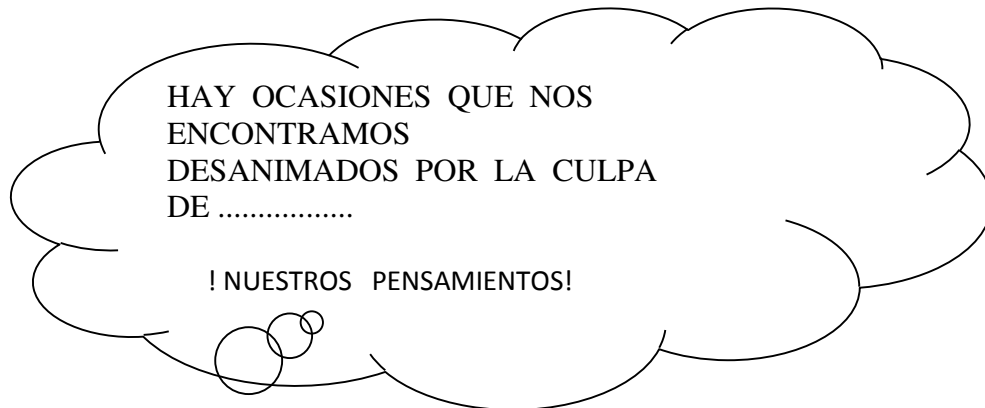 HAY OCASIONES QUE NOS
ENCONTRAMOS
DESANIMADOS POR LA CULPA
DE .................
! NUESTROS PENSAMIENTOS!